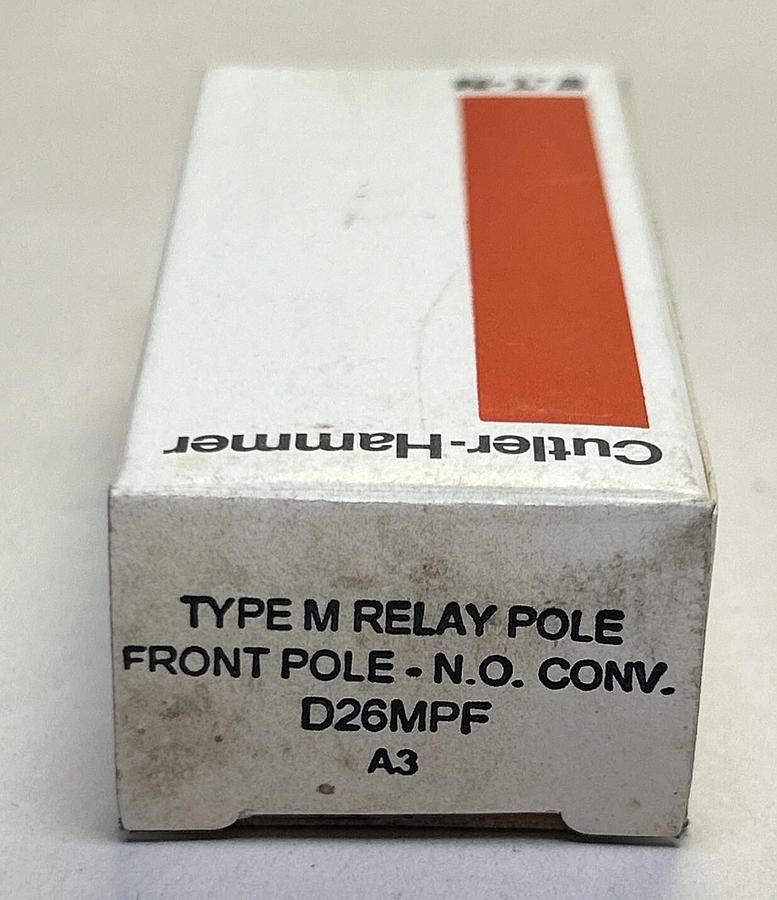 Cutler-Hammer
TYPE M RELAY POLE
FRONT POLE - N.O. CONV.
D26MPF
A3